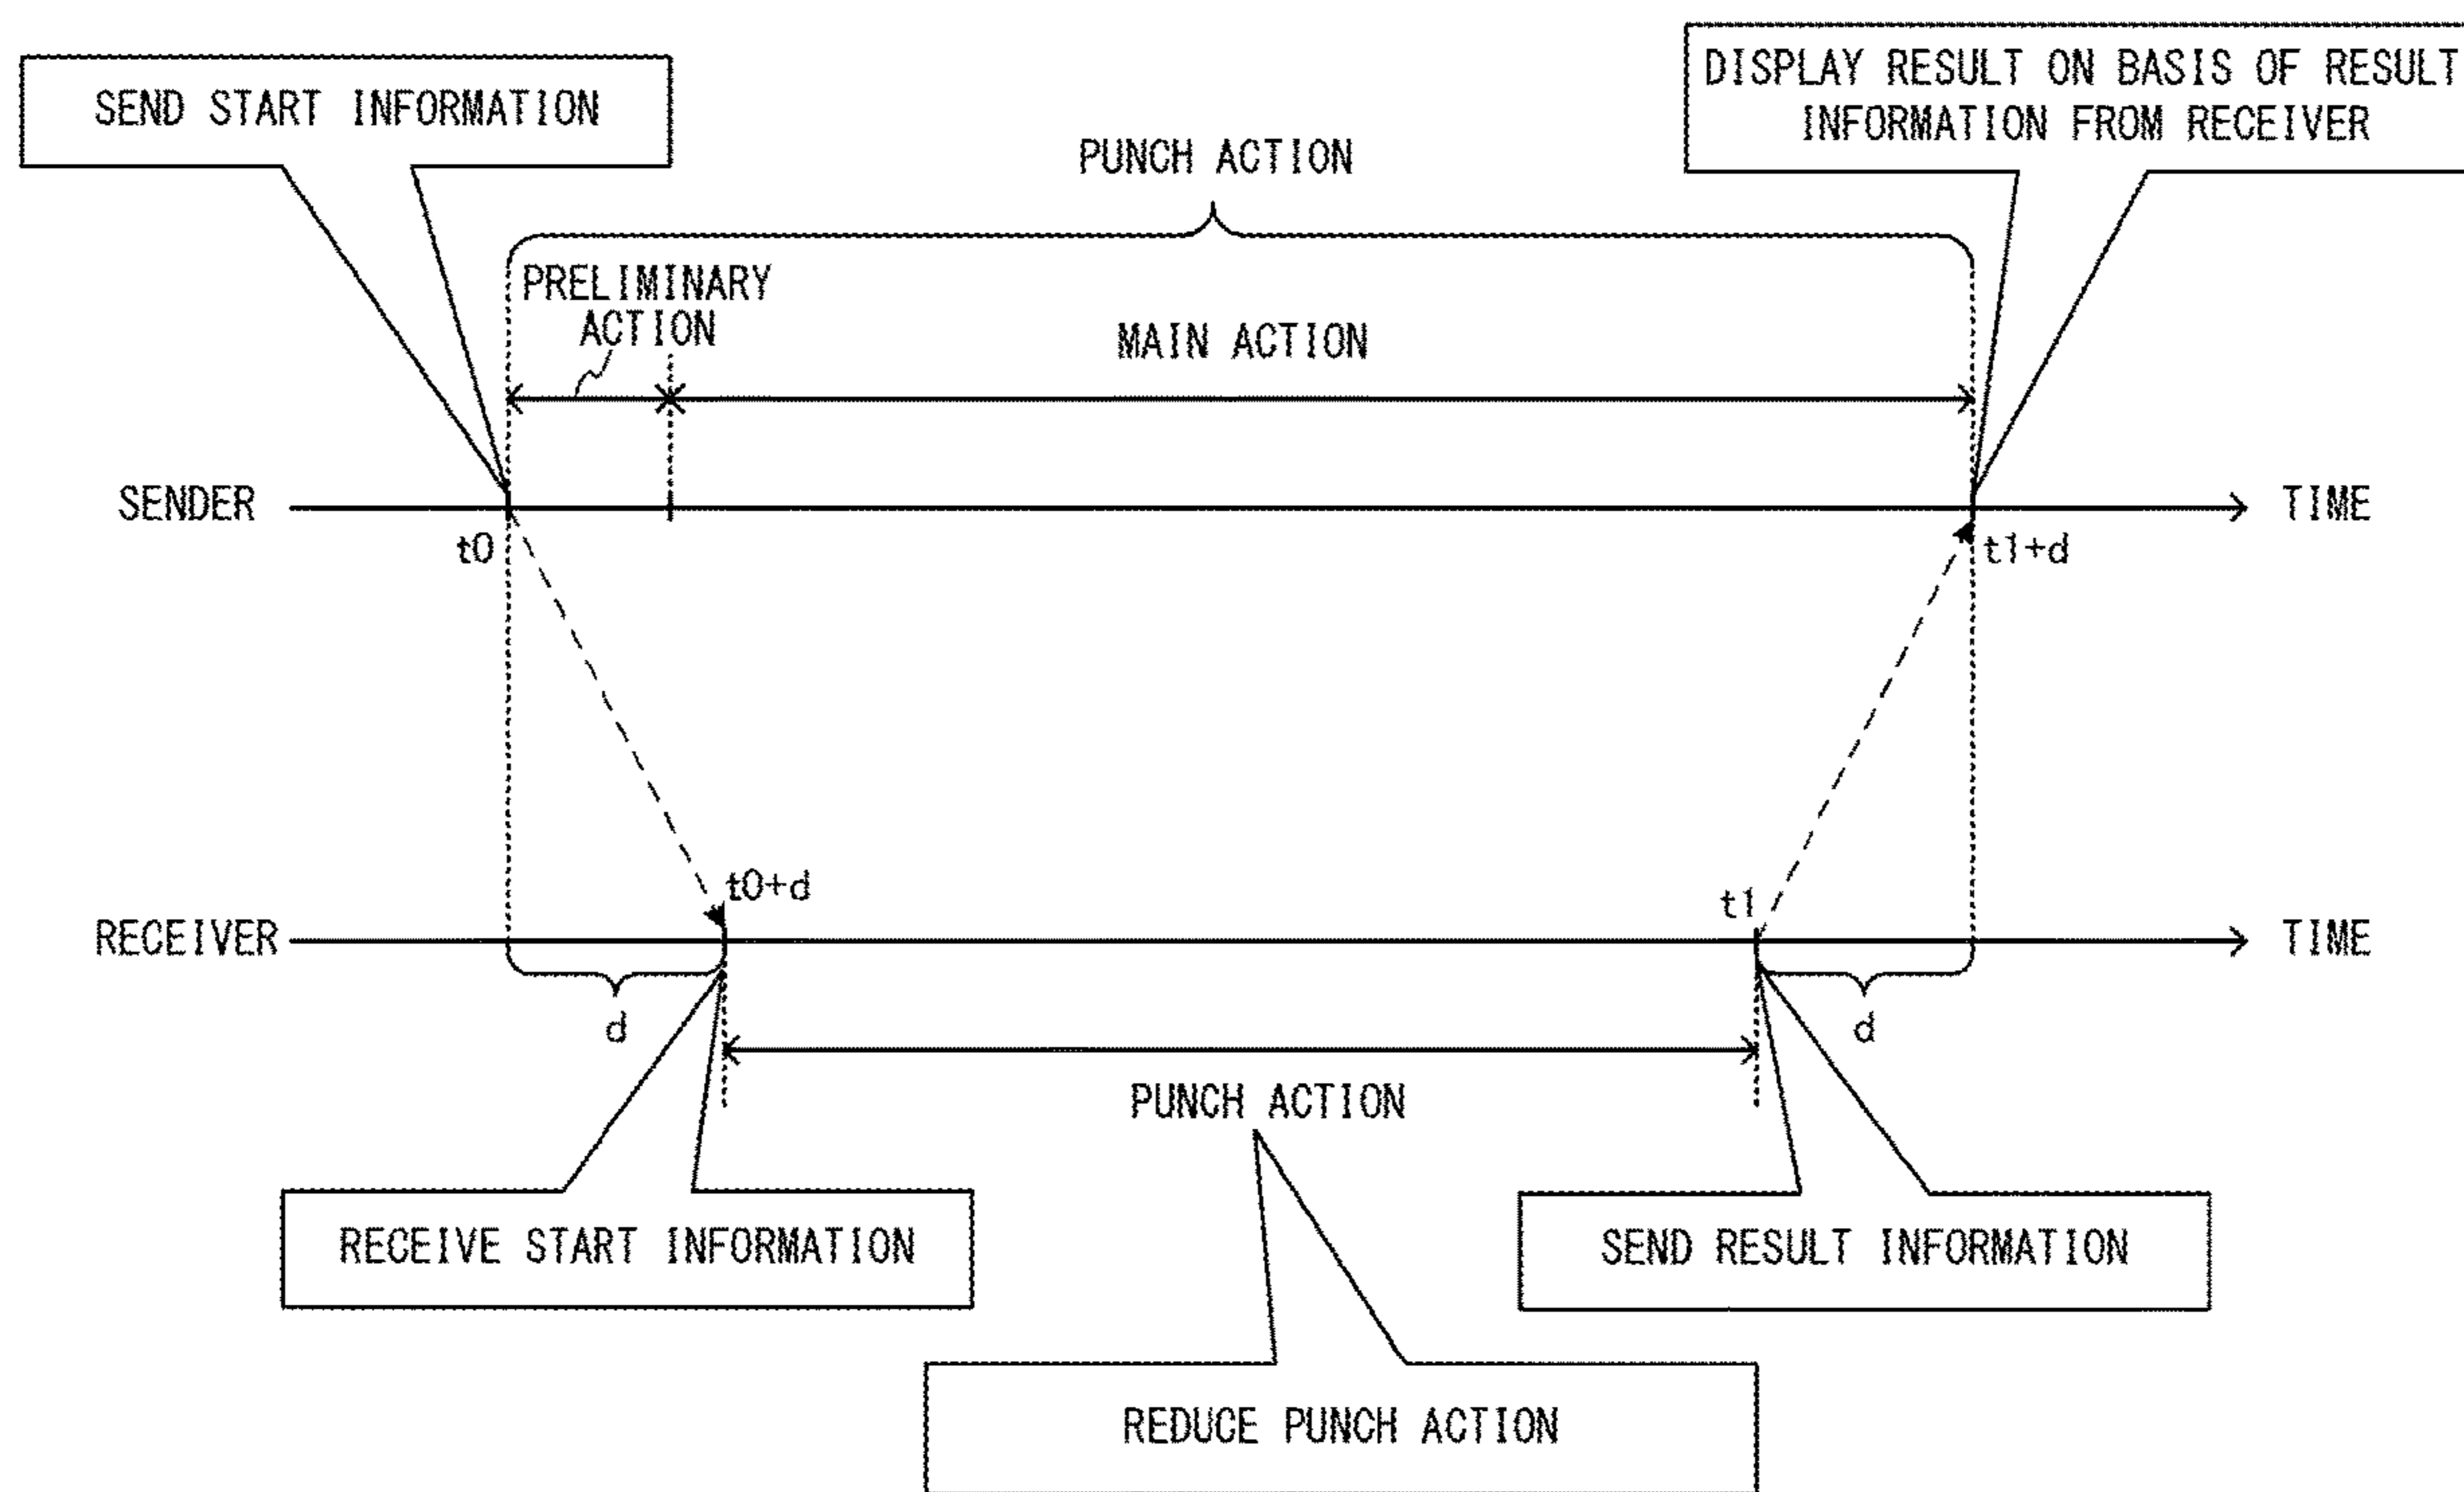 SEND START INFORMATION
DISPLAY RESULT ON BASIS OF RESULT
INFORMATION FROM RECEIVER
PUNCH ACTION
PRELIMINARY
ACTION
MAIN ACTION
SENDER
TIME
t0
t1+d
t0+d
t1
RECEIVER
TIME
d
d
PUNCH ACTION
RECEIVE START INFORMATION
SEND RESULT INFORMATION
REDUCE PUNCH ACTION